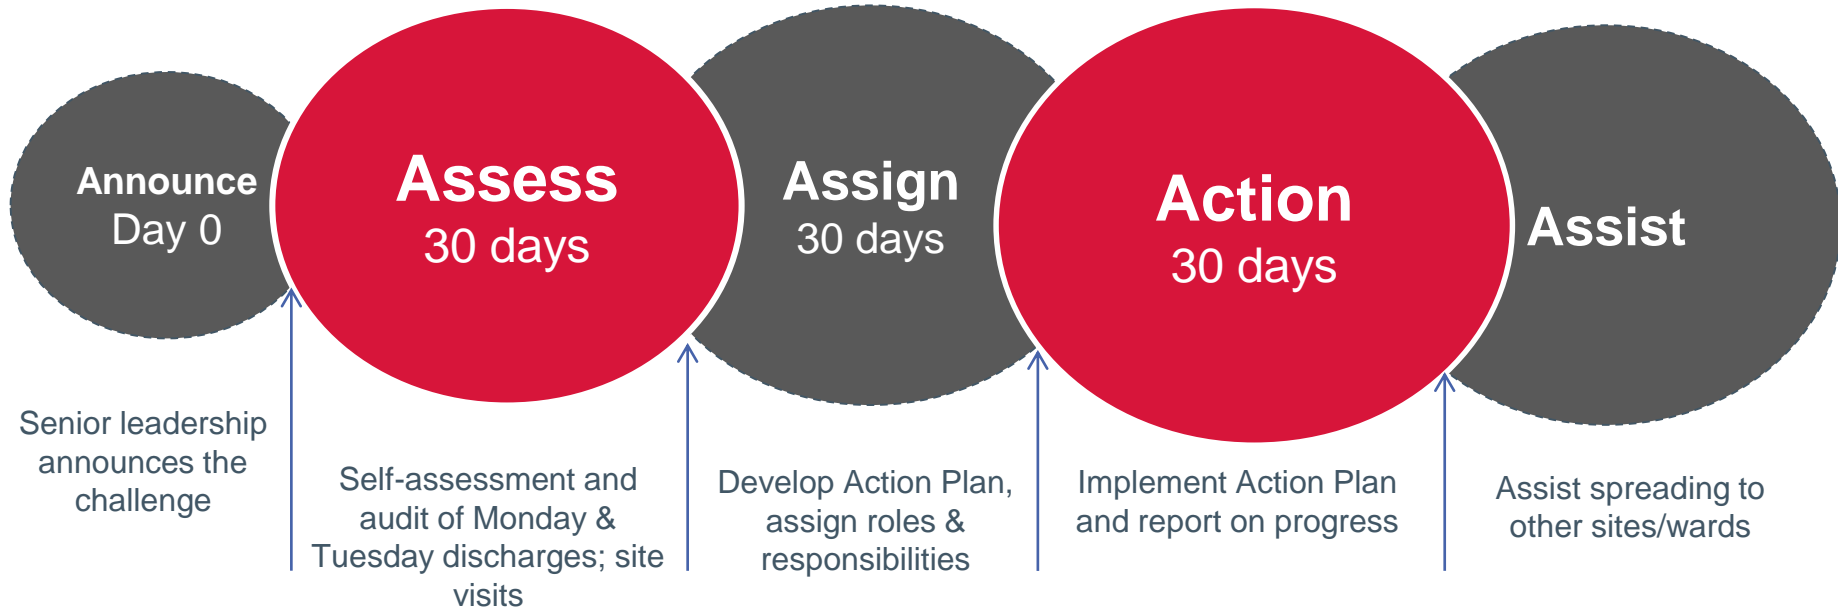 Announce
Day 0
Assess
30 days
Assign
30 days
Action
30 days
Assist
Senior leadership
announces the
challenge
Self-assessment and
audit of Monday &
Tuesday discharges; site
visits
Develop Action Plan,
assign roles &
responsibilities
Implement Action Plan
and report on progress
Assist spreading to
other sites/wards